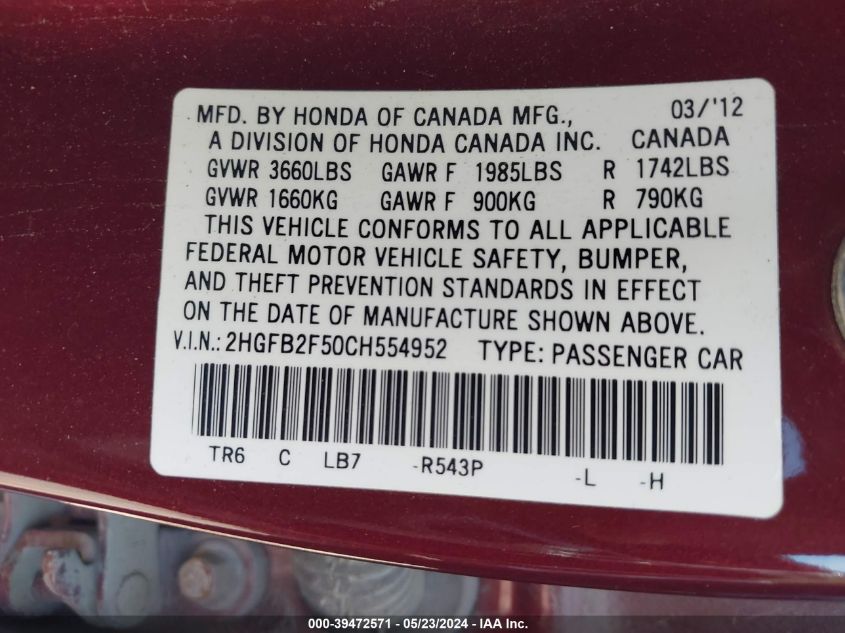 MFD. BY HONDA OF CANADA MFG., 03/'12
A DIVISION OF HONDA CANADA INC. CANADA
GVWR 3660LBS GAWR F 1985LBS R 1742LBS
GVWR 1660KG GAWR F 900KG R 790KG
THIS VEHICLE CONFORMS TO ALL APPLICABLE
FEDERAL MOTOR VEHICLE SAFETY, BUMPER,
AND THEFT PREVENTION STANDARDS IN EFFECT
ON THE DATE OF MANUFACTURE SHOWN ABOVE.
V.I.N.: 2HGFB2F50CH554952 TYPE: PASSENGER CAR
TR6 C LB7 -R543P -L -H
000-39472571 - 05/23/2024 - IAAI.com